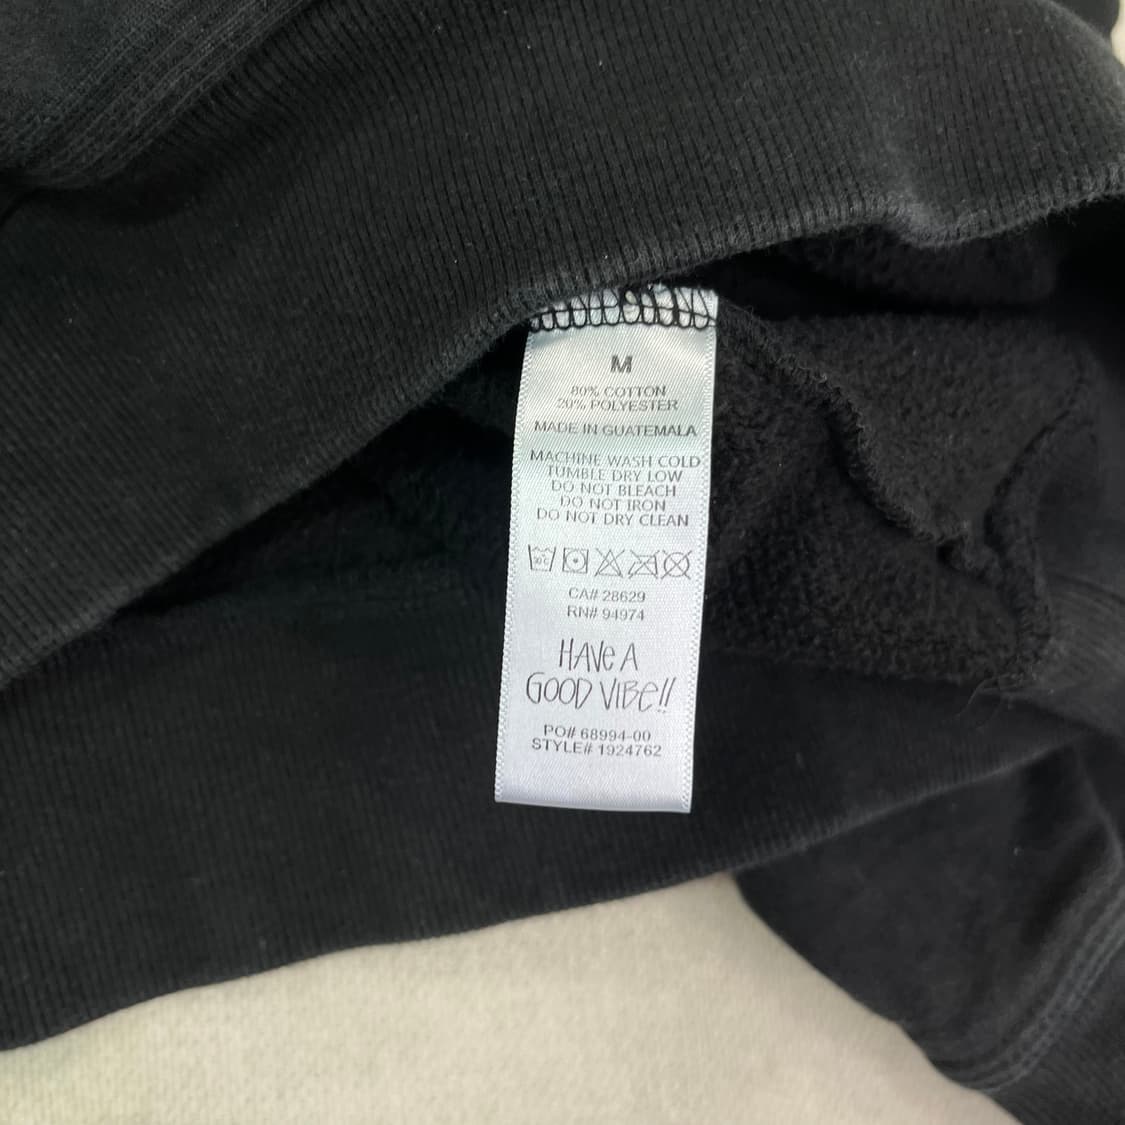 M
80% COTTON
20% POLYESTER
MADE IN GUATEMALA
MACHINE WASH COLD
TUMBLE DRY LOW
DO NOT BLEACH
DO NOT IRON
DO NOT DRY CLEAN
30°C
CA# 28629
RN# 94974
HAVe A
GOOD VIBe!!
PO# 68994-00
STYLE# 1924762